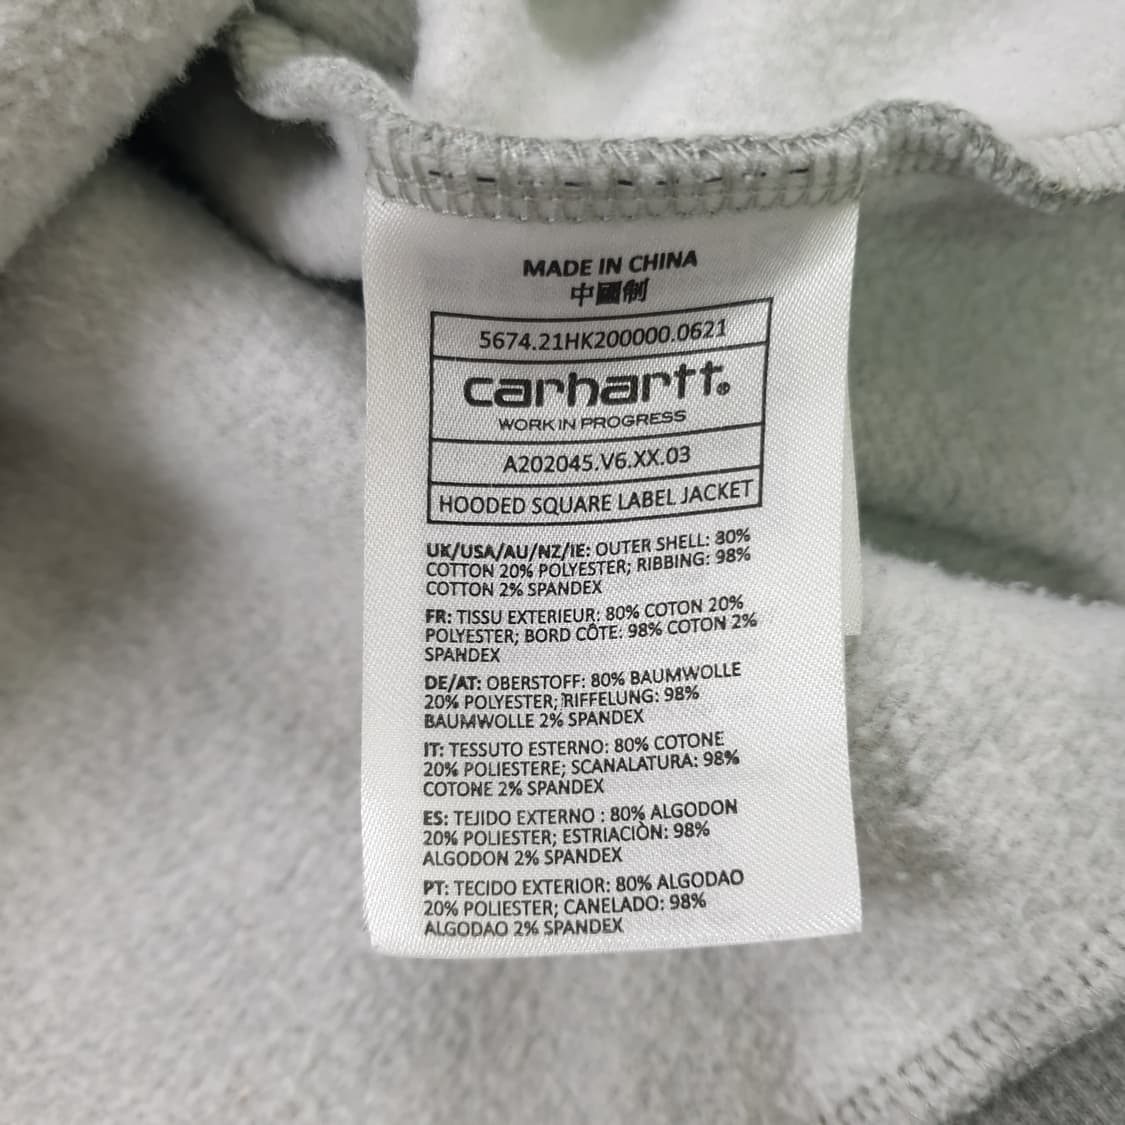 MADE IN CHINA
中國制
5674.21HK200000.0621
carhartt®
WORK IN PROGRESS
A202045.V6.XX.03
HOODED SQUARE LABEL JACKET
UK/USA/AU/NZ/IE: OUTER SHELL: 80%
COTTON 20% POLYESTER; RIBBING: 98%
COTTON 2% SPANDEX
FR: TISSU EXTERIEUR: 80% COTON 20%
POLYESTER; BORD CÔTE: 98% COTON 2%
SPANDEX
DE/AT: OBERSTOFF: 80% BAUMWOLLE
20% POLYESTER; RIFFELUNG: 98%
BAUMWOLLE 2% SPANDEX
IT: TESSUTO ESTERNO: 80% COTONE
20% POLIESTERE; SCANALATURA: 98%
COTONE 2% SPANDEX
ES: TEJIDO EXTERNO : 80% ALGODON
20% POLIESTER; ESTRIACIÒN: 98%
ALGODON 2% SPANDEX
PT: TECIDO EXTERIOR: 80% ALGODAO
20% POLIESTER; CANELADO: 98%
ALGODAO 2% SPANDEX